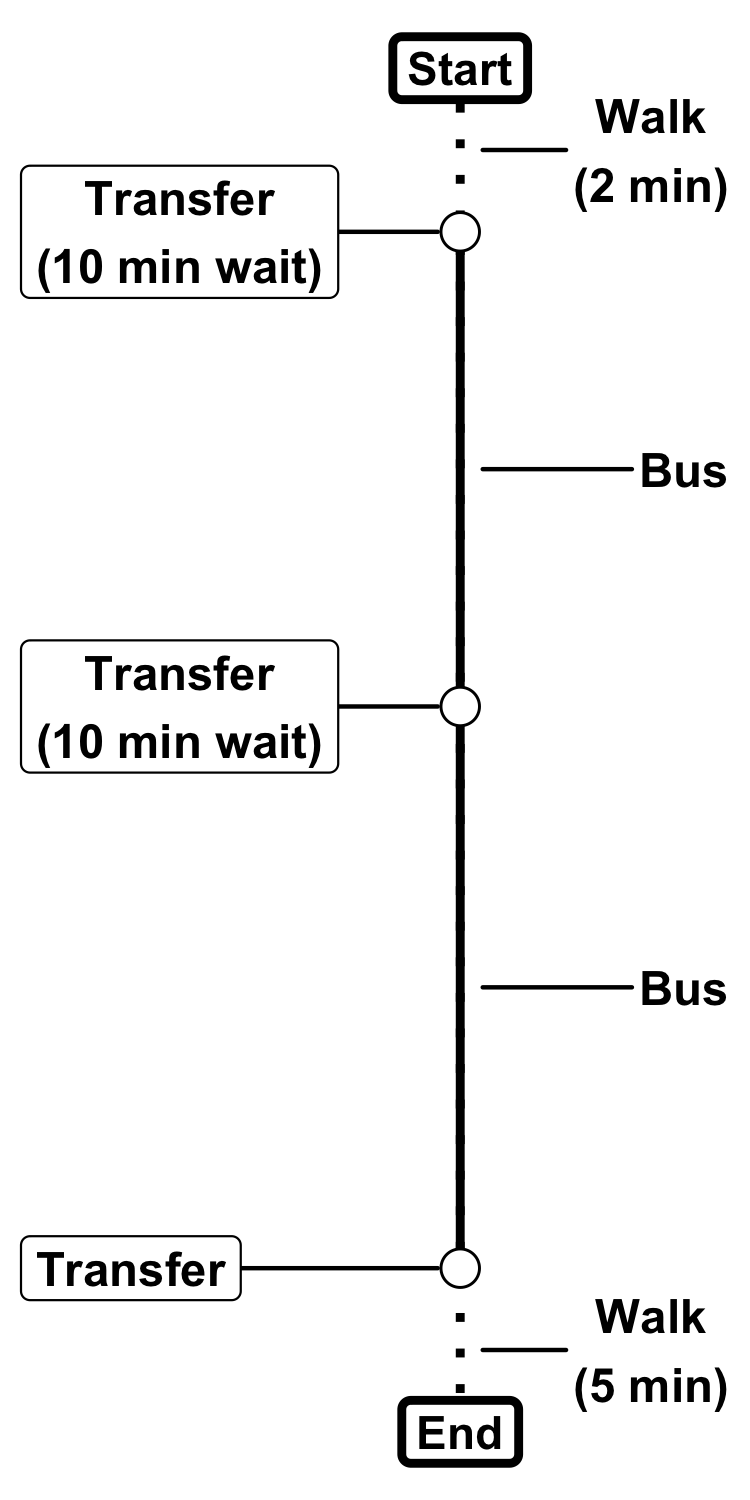 Start
Walk
(2 min)
Transfer
(10 min wait)
Bus
Transfer
(10 min wait)
Bus
Transfer
Walk
(5 min)
End